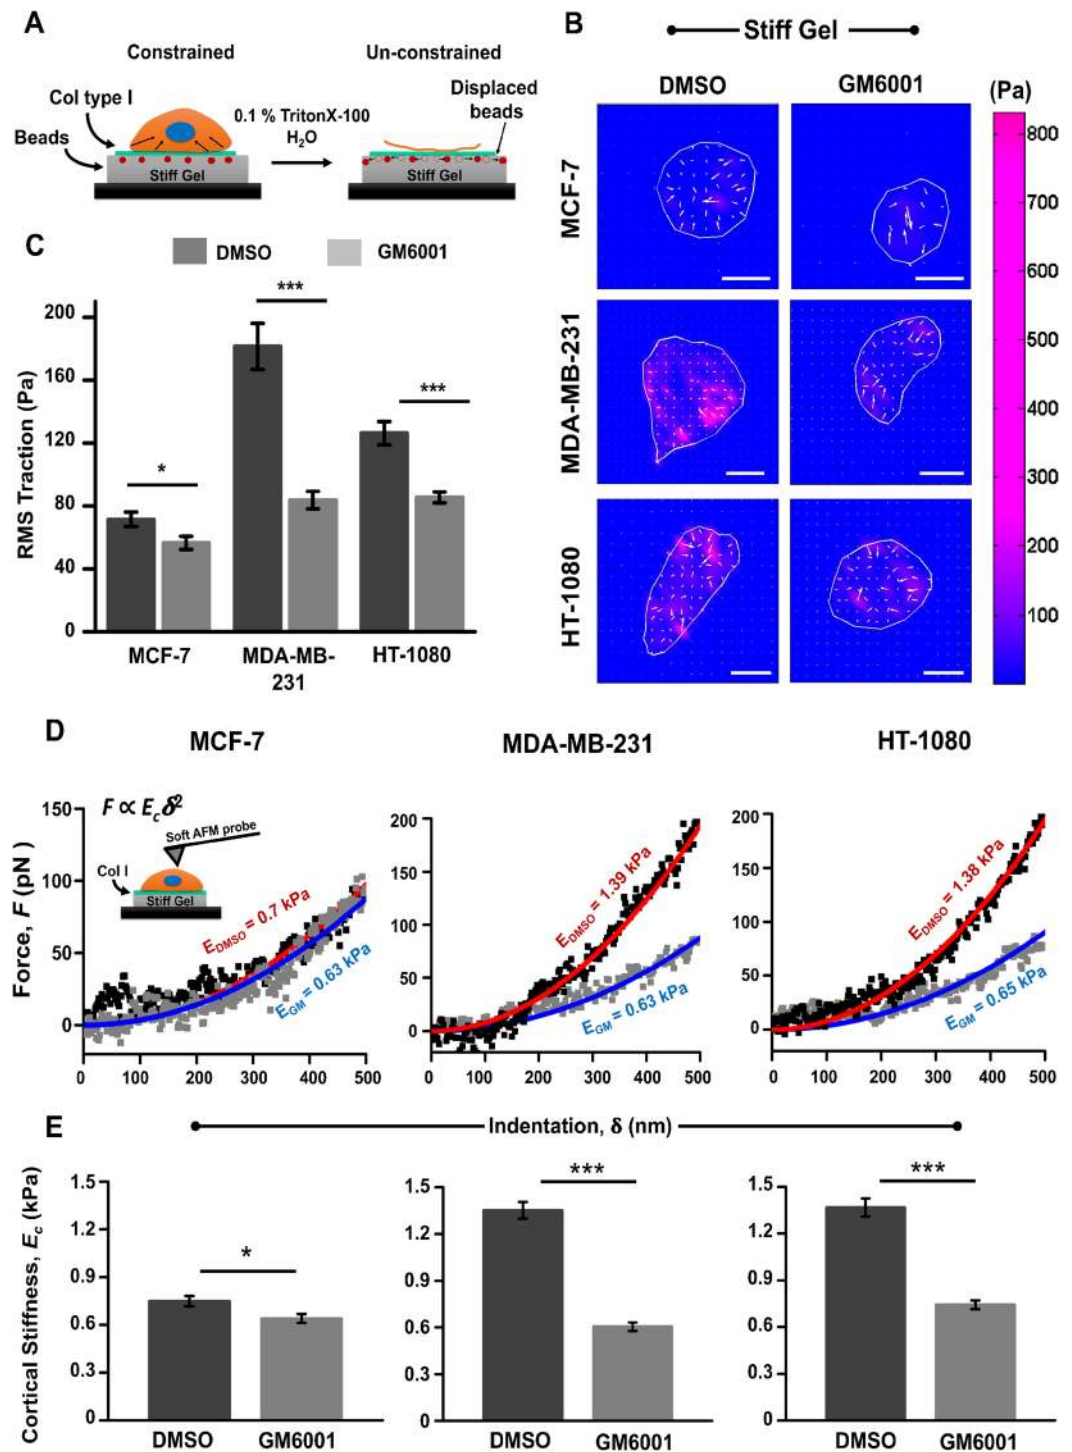 A
Constrained
Un-constrained
Col type I
Displaced
beads
0.1 % TritonX-100
H₂O
Beads
Stiff Gel
Stiff Gel
B
Stiff Gel
DMSO
GM6001
(Pa)
MCF-7
MDA-MB-231
HT-1080
800
700
600
500
400
300
200
100
C
DMSO
GM6001
RMS Traction (Pa)
200
160
120
80
40
0
*
***
***
MCF-7
MDA-MB-
231
HT-1080
D
MCF-7
MDA-MB-231
HT-1080
Force, F (pN)
150
100
50
0
F ∝ E_c δ²
Soft AFM probe
Col I
Stiff Gel
E_DMSO = 0.7 kPa
E_GM = 0.63 kPa
0 100 200 300 400 500
200
150
100
50
0
E_DMSO = 1.39 kPa
E_GM = 0.63 kPa
0 100 200 300 400 500
200
150
100
50
0
E_DMSO = 1.38 kPa
E_GM = 0.65 kPa
0 100 200 300 400 500
Indentation, δ (nm)
E
Cortical Stiffness, E_c (kPa)
1.5
1.2
0.9
0.6
0.3
0
*
DMSO GM6001
1.5
1.2
0.9
0.6
0.3
0
***
DMSO GM6001
1.5
1.2
0.9
0.6
0.3
0
***
DMSO GM6001